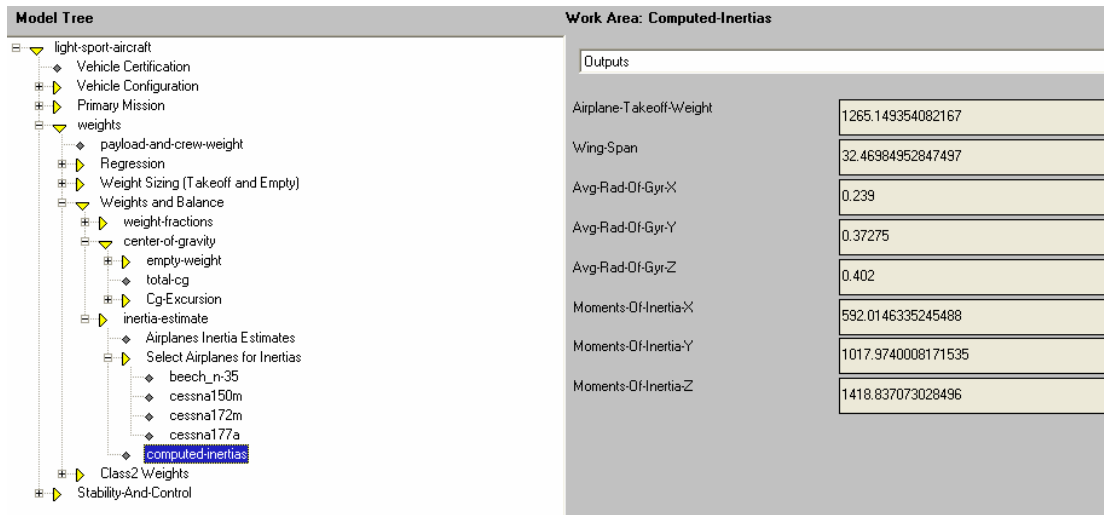 Model Tree
light-sport-aircraft
Vehicle Certification
Vehicle Configuration
Primary Mission
weights
payload-and-crew-weight
Regression
Weight Sizing (Takeoff and Empty)
Weights and Balance
weight-fractions
center-of-gravity
empty-weight
total-cg
Cg-Excursion
inertia-estimate
Airplanes Inertia Estimates
Select Airplanes for Inertias
beech_n-35
cessna150m
cessna172m
cessna177a
computed-inertias
Class2 Weights
Stability-And-Control
Work Area: Computed-Inertias
Outputs
Airplane-Takeoff-Weight 1265.149354082167
Wing-Span 32.46984952847497
Avg-Rad-Of-Gyr-X 0.239
Avg-Rad-Of-Gyr-Y 0.37275
Avg-Rad-Of-Gyr-Z 0.402
Moments-Of-Inertia-X 592.0146335245488
Moments-Of-Inertia-Y 1017.9740008171535
Moments-Of-Inertia-Z 1418.837073028496